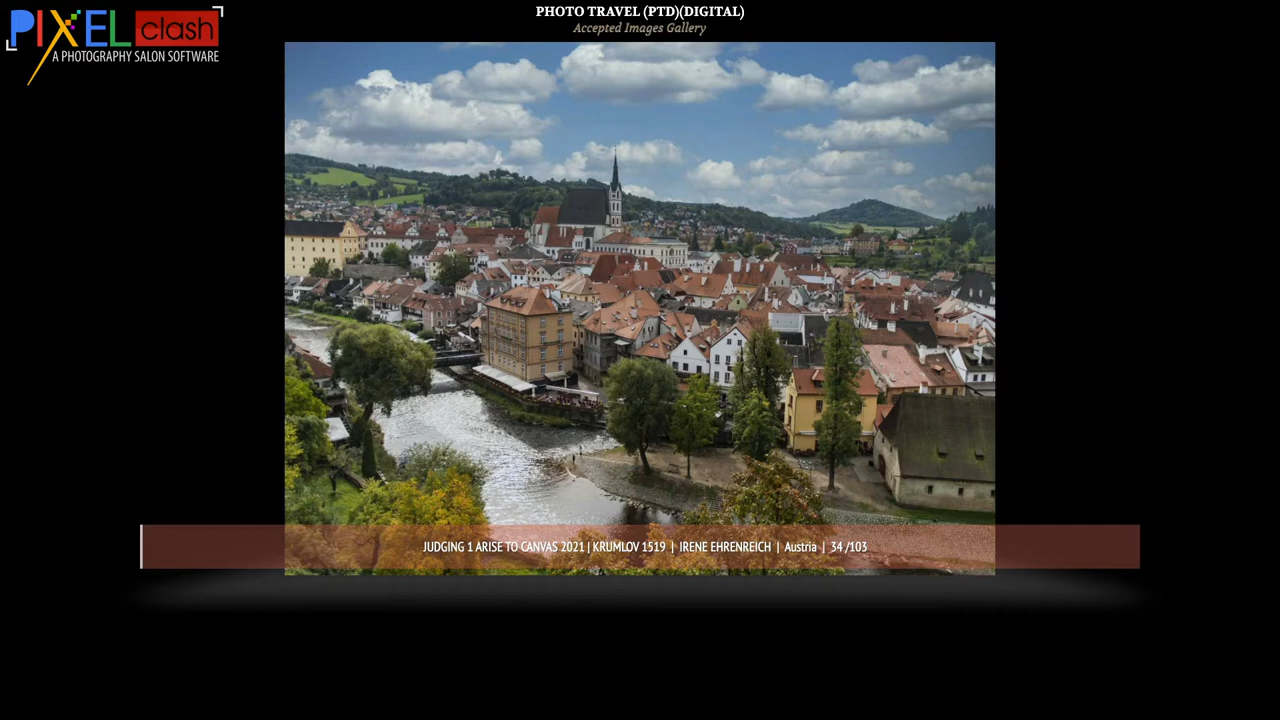 PIXEL clash
A PHOTOGRAPHY SALON SOFTWARE
PHOTO TRAVEL (PTD)(DIGITAL)
Accepted Images Gallery
JUDGING 1 ARISE TO CANVAS 2021 | KRUMLOV 1519 | IRENE EHRENREICH | Austria | 34 /103